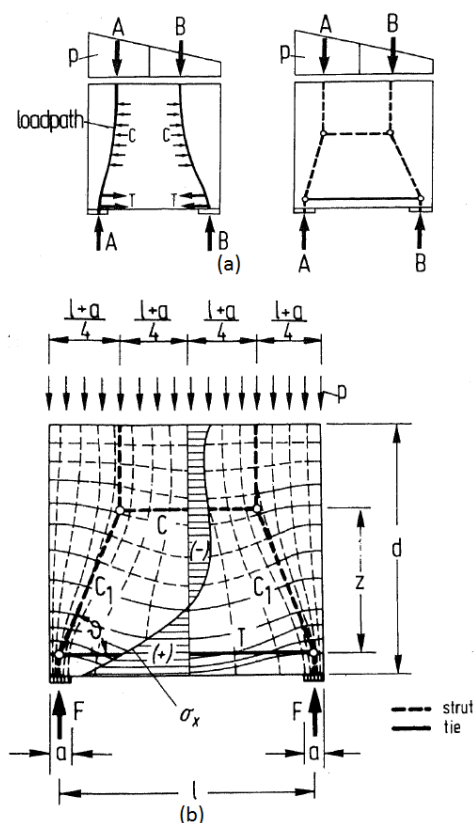 A B A B
p p
loadpath
C C
T T
A B A B
(a)
l+a/4 l+a/4 l+a/4 l+a/4
p
C
(-)
d
C₁ C₁
z
ϑ
(+)
T
σₓ
F F
strut
tie
a a
l
(b)